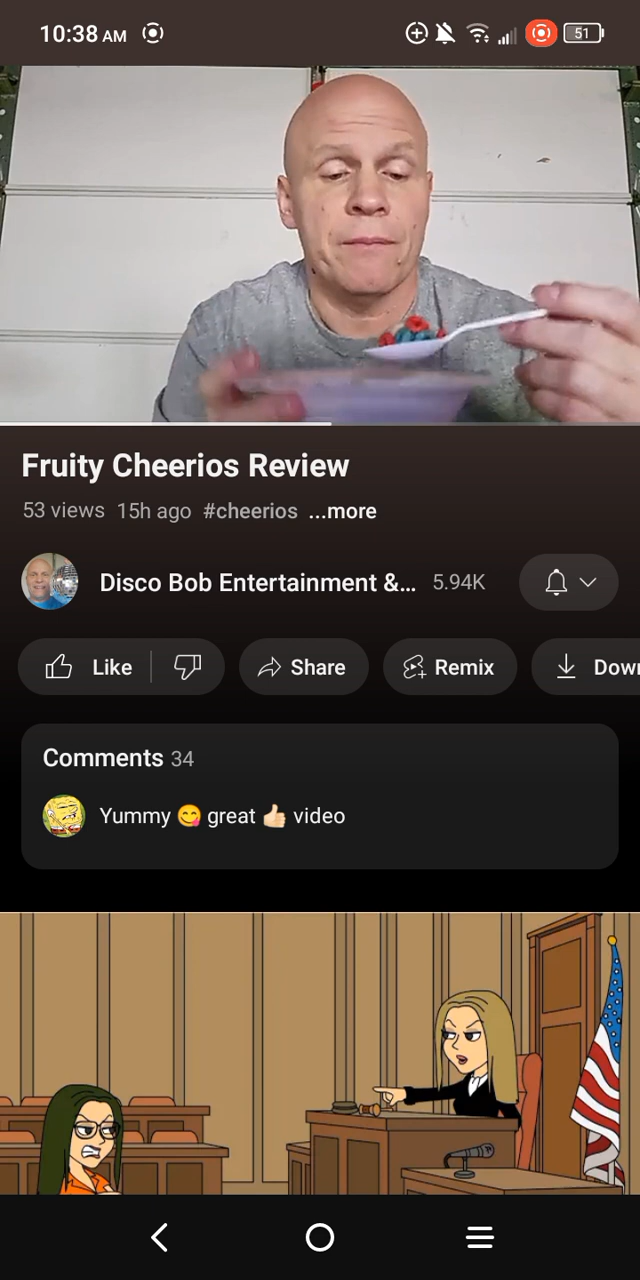 10:38 AM
51
Fruity Cheerios Review
53 views 15h ago #cheerios ...more
Disco Bob Entertainment &... 5.94K
Like
Share
Remix
Down
Comments 34
Yummy 😋 great 👍🏻 video